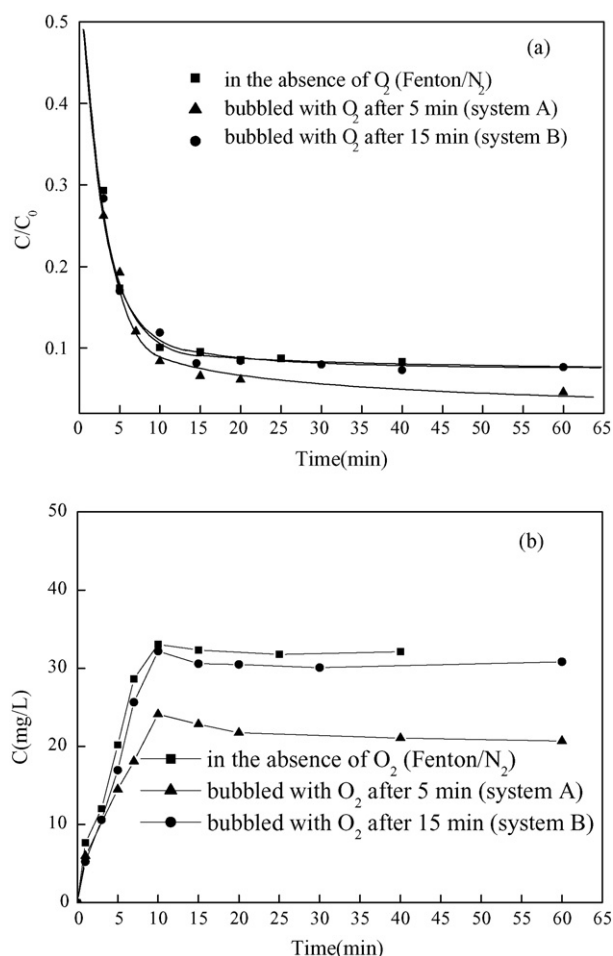 (a)
in the absence of O2 (Fenton/N2)
bubbled with O2 after 5 min (system A)
bubbled with O2 after 15 min (system B)
C/C0
0.5
0.4
0.3
0.2
0.1
0 5 10 15 20 25 30 35 40 45 50 55 60 65
Time(min)
(b)
C(mg/L)
50
40
30
20
10
0
in the absence of O2 (Fenton/N2)
bubbled with O2 after 5 min (system A)
bubbled with O2 after 15 min (system B)
0 5 10 15 20 25 30 35 40 45 50 55 60 65
Time(min)